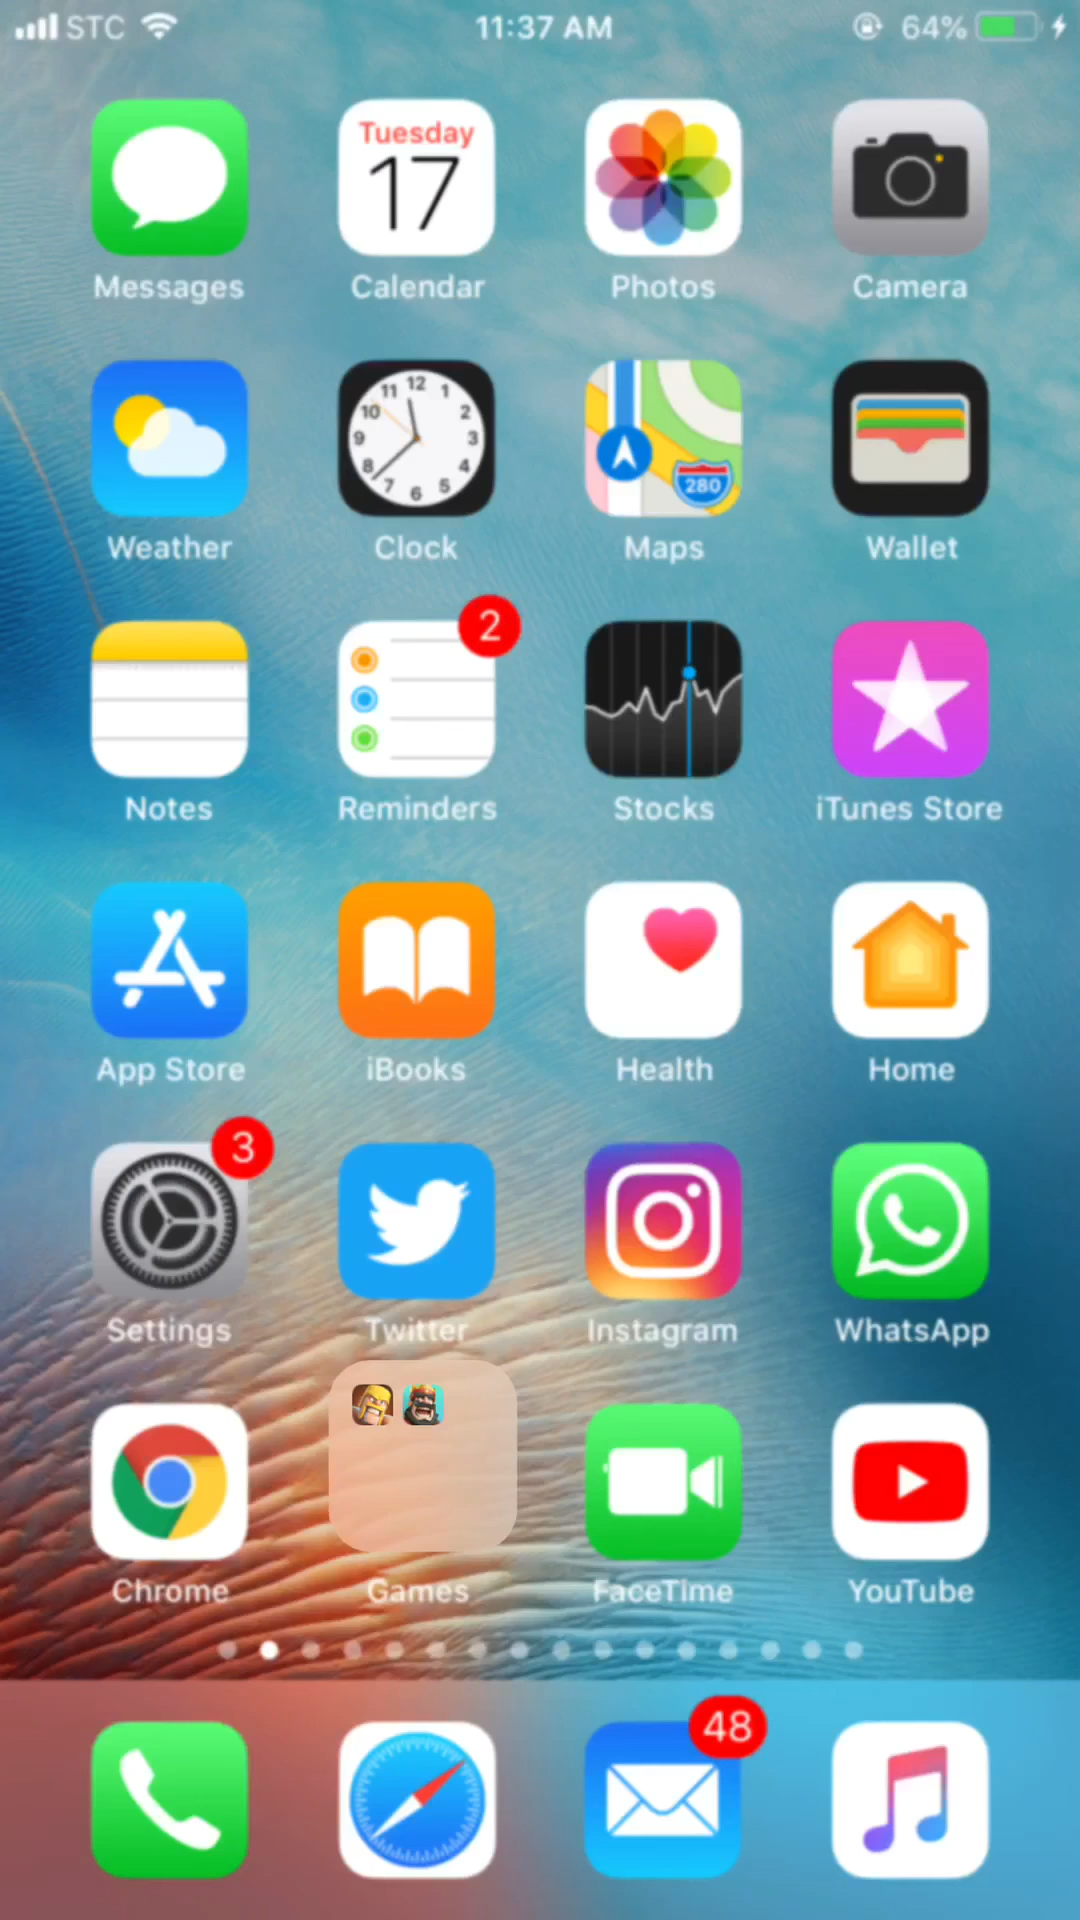 STC 11:37 AM 64%
Tuesday
17
Messages Calendar Photos Camera
12
11 1
10 2
9 3
8 4
7 5
6
280
Weather Clock Maps Wallet
2
Notes Reminders Stocks iTunes Store
App Store iBooks Health Home
3
Settings Twitter Instagram WhatsApp
Chrome Games FaceTime YouTube
48